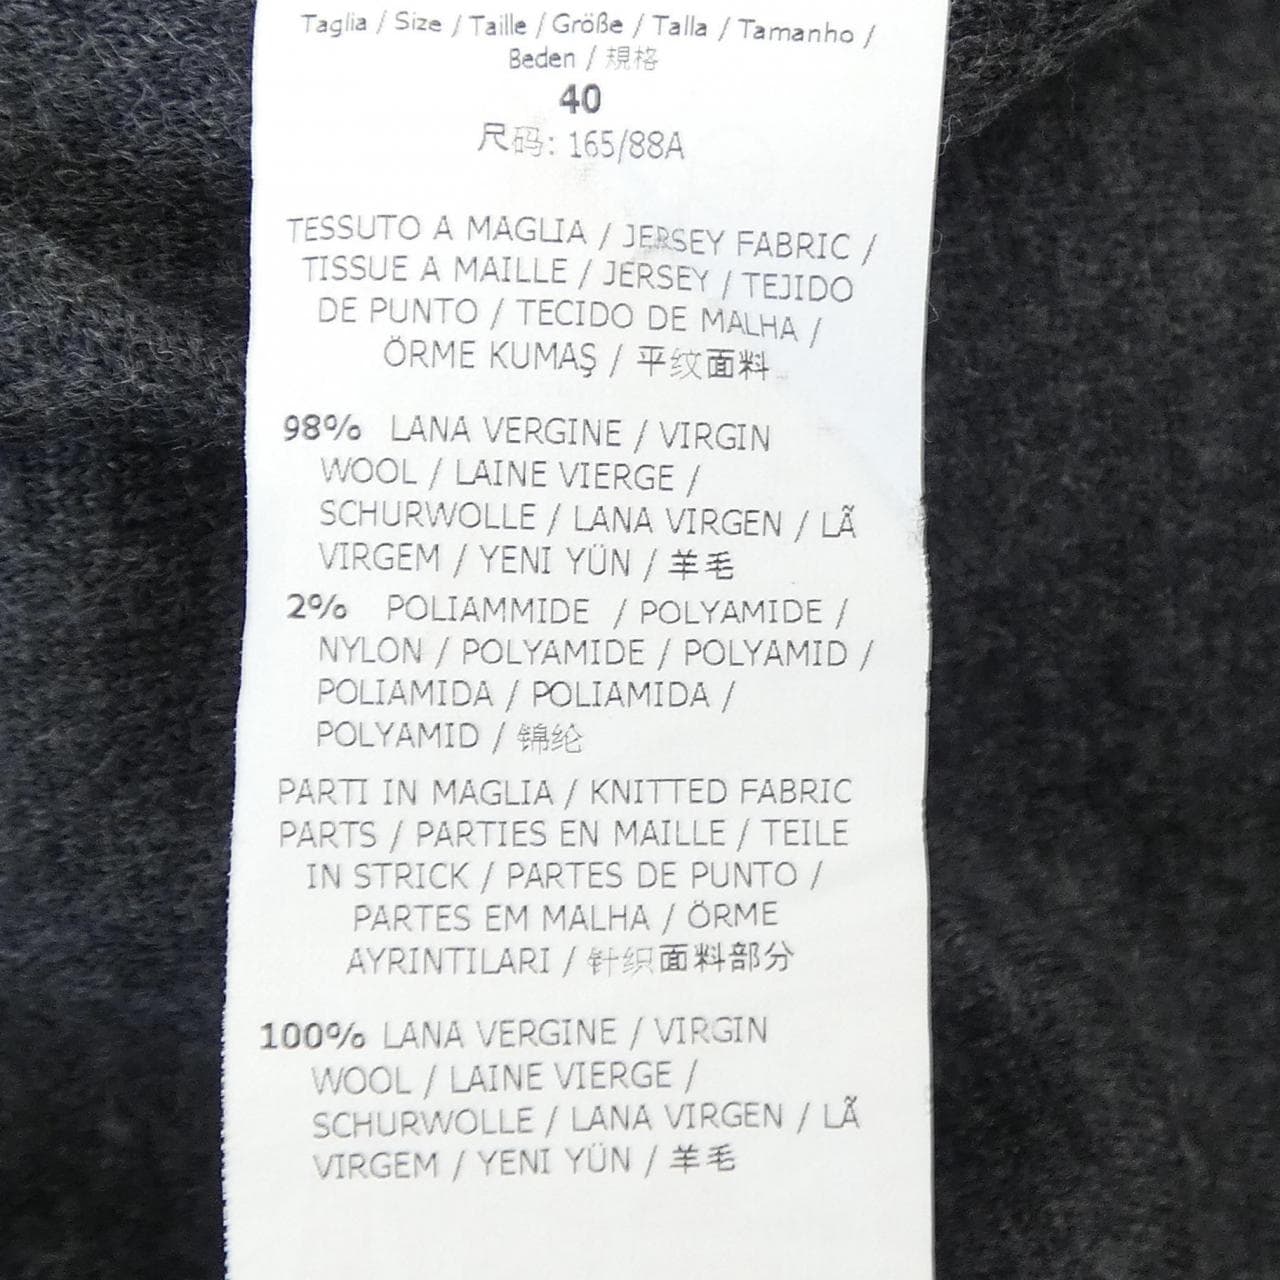 Taglia / Size / Taille / Größe / Talla / Tamanho /
Beden / 規格
40
尺码: 165/88A
TESSUTO A MAGLIA / JERSEY FABRIC /
TISSUE A MAILLE / JERSEY / TEJIDO
DE PUNTO / TECIDO DE MALHA /
ÖRME KUMAŞ / 平纹面料
98% LANA VERGINE / VIRGIN
WOOL / LAINE VIERGE /
SCHURWOLLE / LANA VIRGEN / LÃ
VIRGEM / YENI YÜN / 羊毛
2% POLIAMMIDE / POLYAMIDE /
NYLON / POLYAMIDE / POLYAMID /
POLIAMIDA / POLIAMIDA /
POLYAMID / 锦纶
PARTI IN MAGLIA / KNITTED FABRIC
PARTS / PARTIES EN MAILLE / TEILE
IN STRICK / PARTES DE PUNTO /
PARTES EM MALHA / ÖRME
AYRINTILARI / 针织面料部分
100% LANA VERGINE / VIRGIN
WOOL / LAINE VIERGE /
SCHURWOLLE / LANA VIRGEN / LÃ
VIRGEM / YENI YÜN / 羊毛